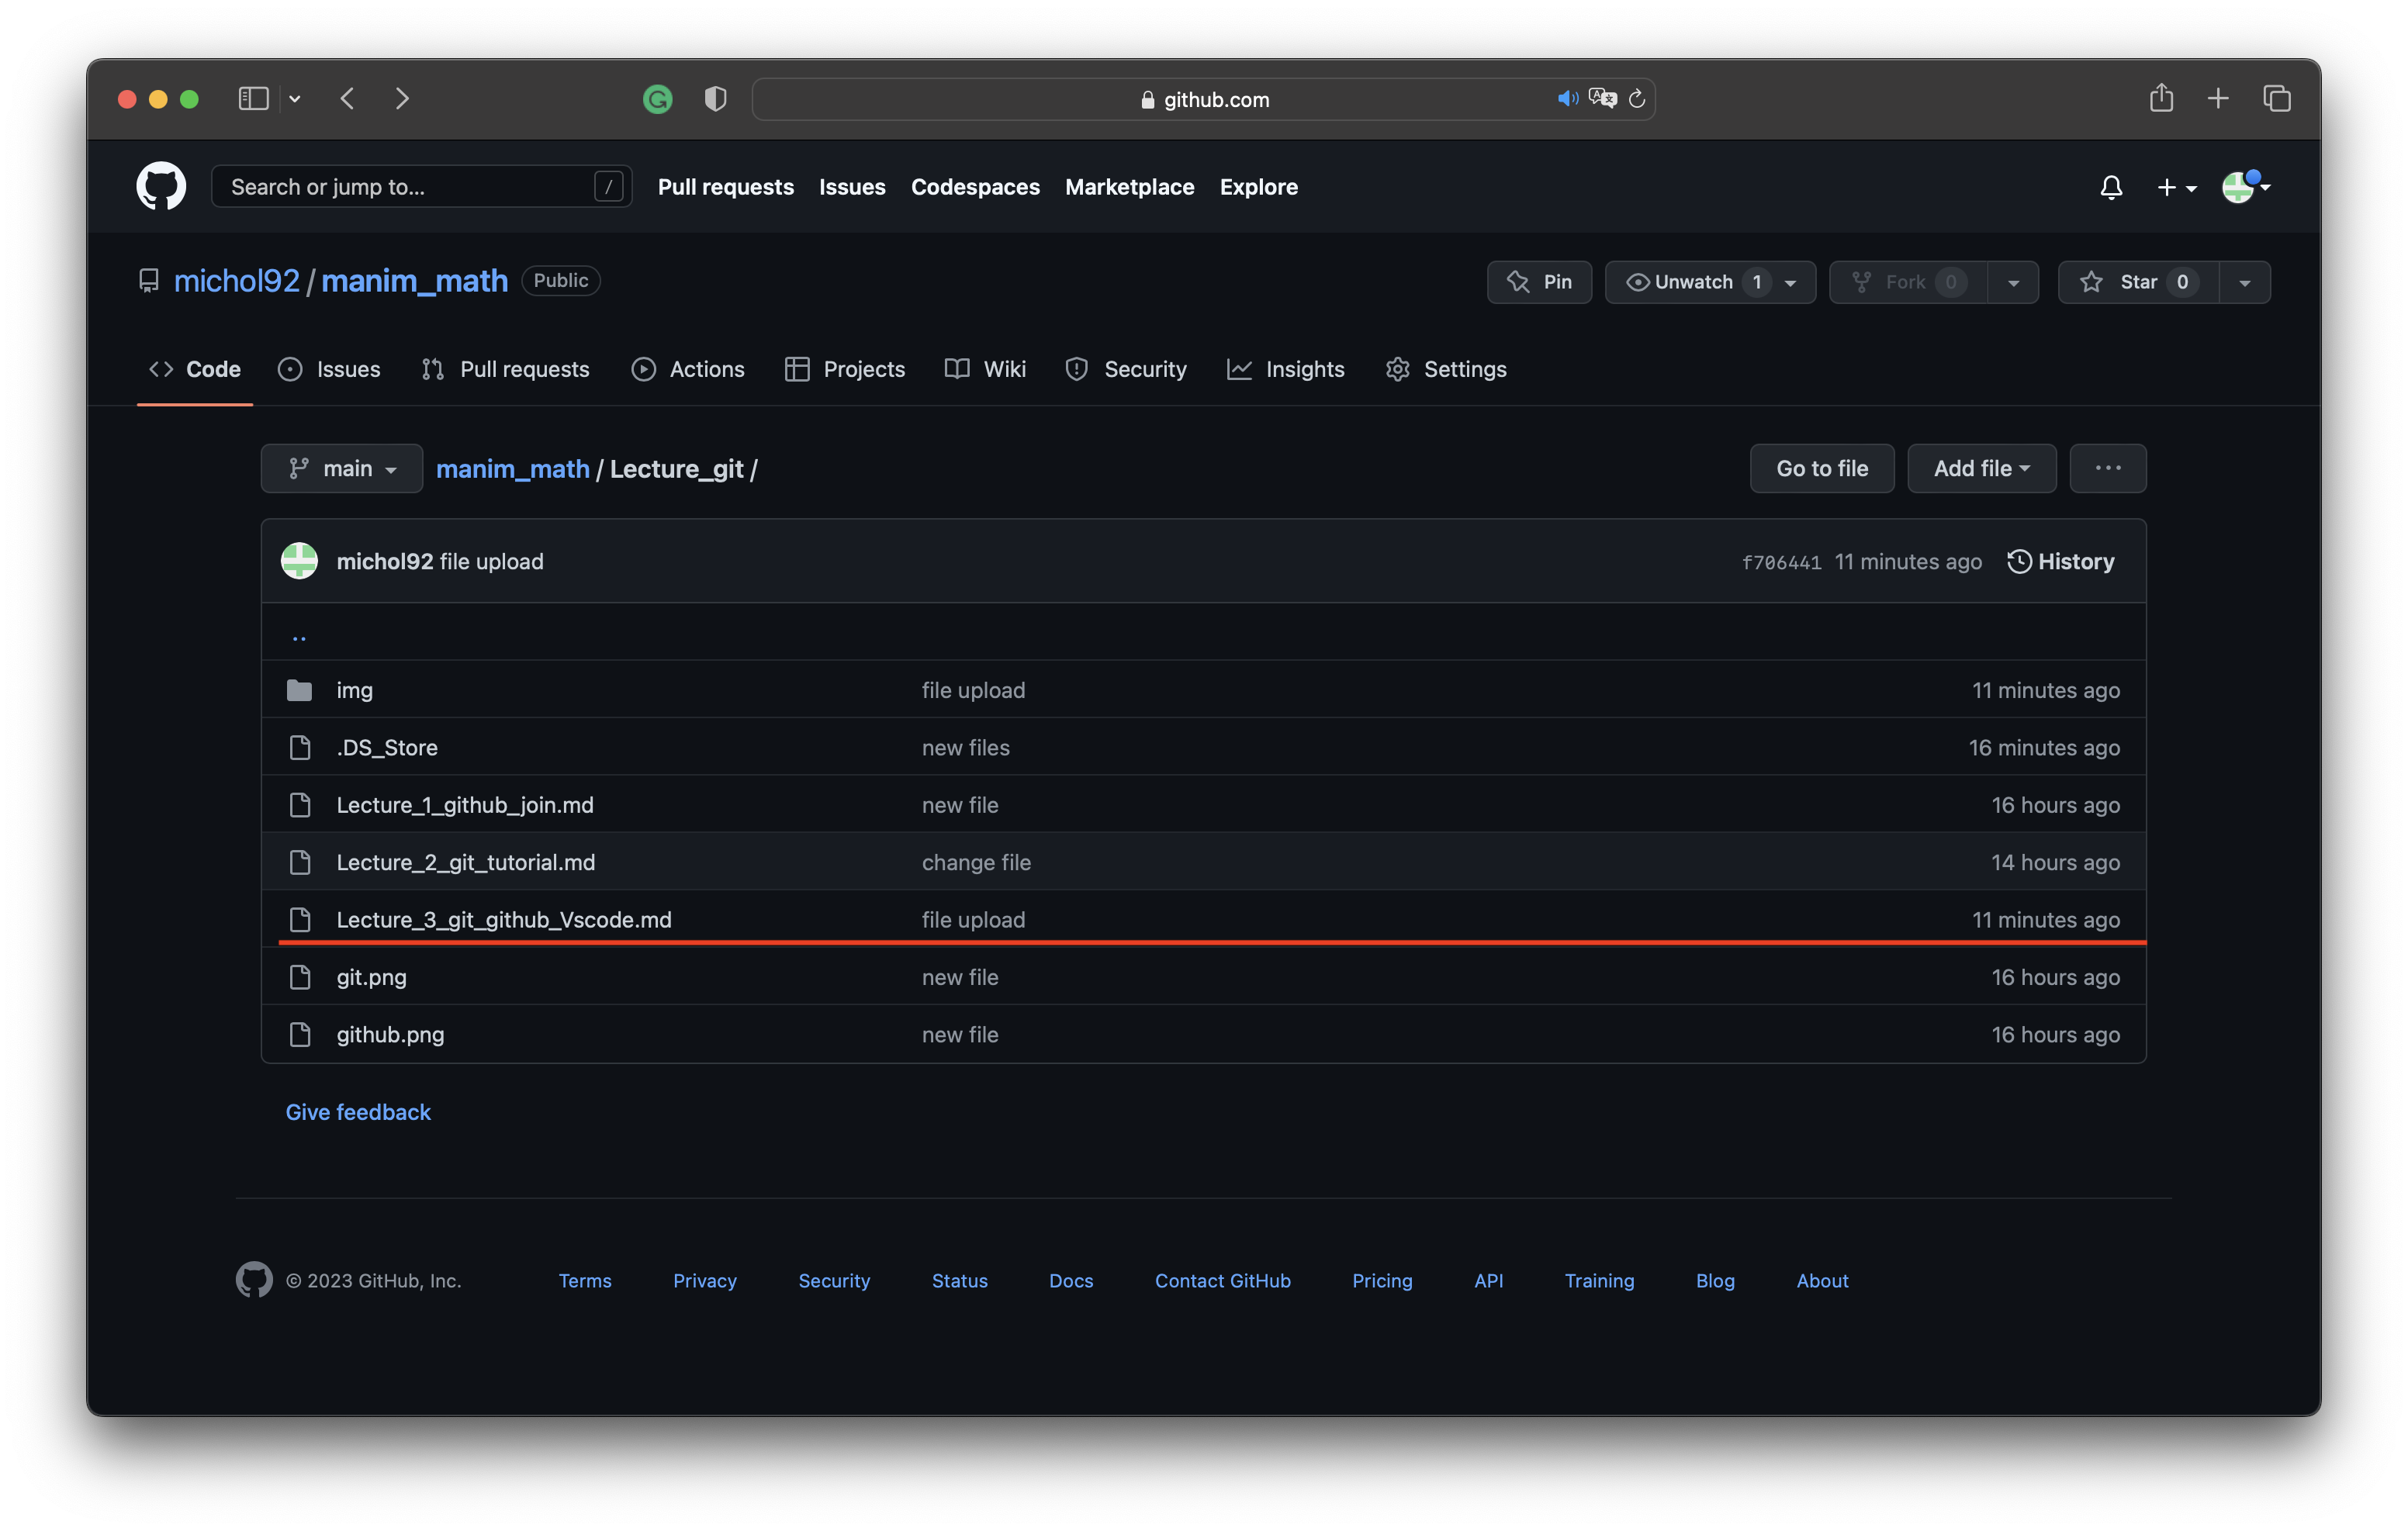 github.com
Search or jump to... / Pull requests Issues Codespaces Marketplace Explore
michol92 / manim_math Public Pin Unwatch 1 Fork 0 Star 0
Code Issues Pull requests Actions Projects Wiki Security Insights Settings
main manim_math / Lecture_git / Go to file Add file ...
michol92 file upload f706441 11 minutes ago History
..
img file upload 11 minutes ago
.DS_Store new files 16 minutes ago
Lecture_1_github_join.md new file 16 hours ago
Lecture_2_git_tutorial.md change file 14 hours ago
Lecture_3_git_github_Vscode.md file upload 11 minutes ago
git.png new file 16 hours ago
github.png new file 16 hours ago
Give feedback
© 2023 GitHub, Inc. Terms Privacy Security Status Docs Contact GitHub Pricing API Training Blog About